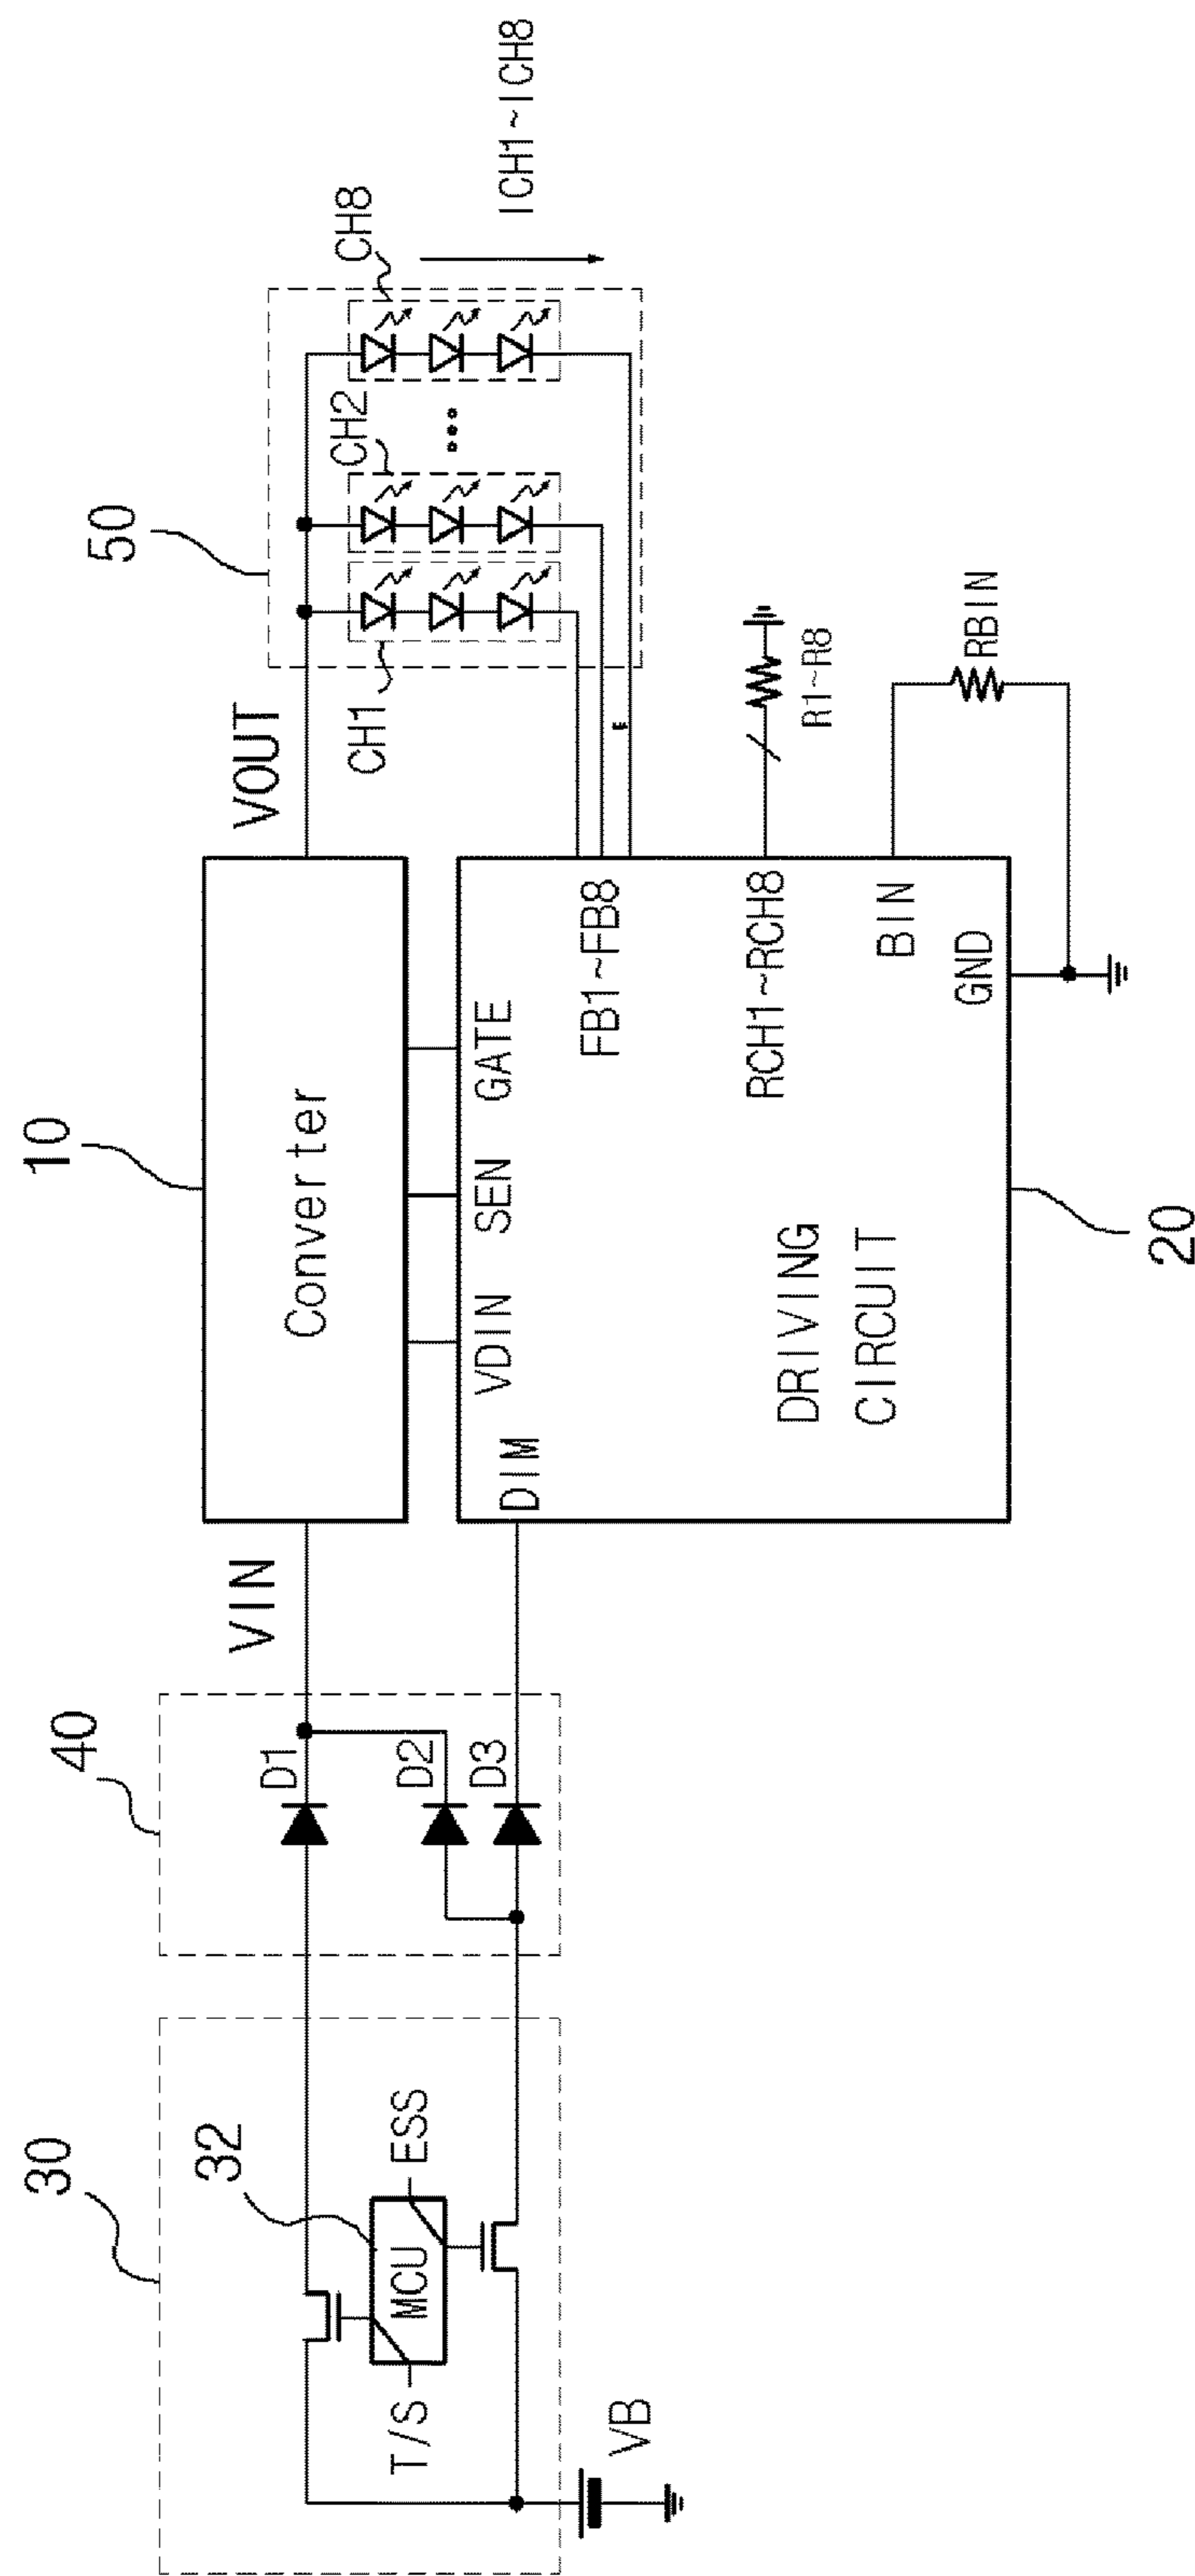 30
32
T/S
MCU
ESS
VB
40
D1
D2
D3
VIN
10
Converter
VOUT
DIM
VDIN
SEN
GATE
FB1~FB8
RCH1~RCH8
BIN
GND
DRIVING
CIRCUIT
20
50
CH1
CH2
CH8
ICH1~ICH8
R1~R8
RBIN